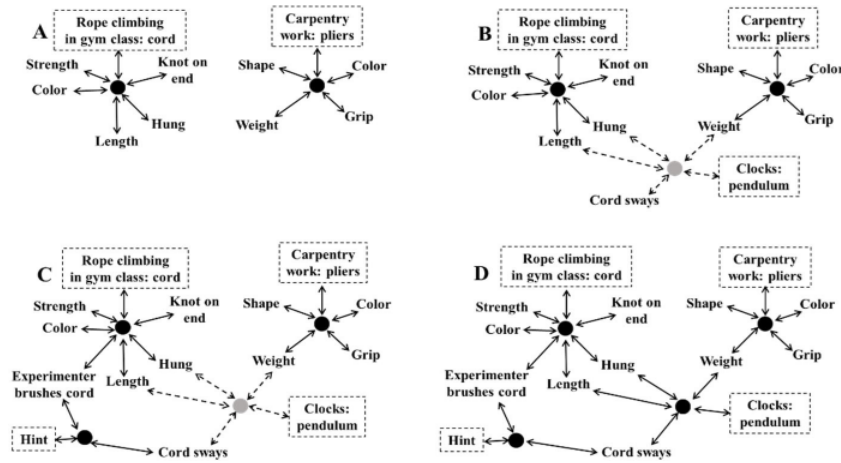 A
Rope climbing
in gym class: cord
Strength
Knot on
end
Color
Hung
Length
Carpentry
work: pliers
Shape
Color
Weight
Grip
B
Rope climbing
in gym class: cord
Strength
Knot on
end
Color
Hung
Length
Carpentry
work: pliers
Shape
Color
Weight
Grip
Clocks:
pendulum
Cord sways
C
Rope climbing
in gym class: cord
Strength
Knot on
end
Color
Hung
Length
Experimenter
brushes cord
Hint
Carpentry
work: pliers
Shape
Color
Weight
Grip
Clocks:
pendulum
Cord sways
D
Rope climbing
in gym class: cord
Strength
Knot on
end
Color
Hung
Length
Experimenter
brushes cord
Hint
Carpentry
work: pliers
Shape
Color
Weight
Grip
Clocks:
pendulum
Cord sways